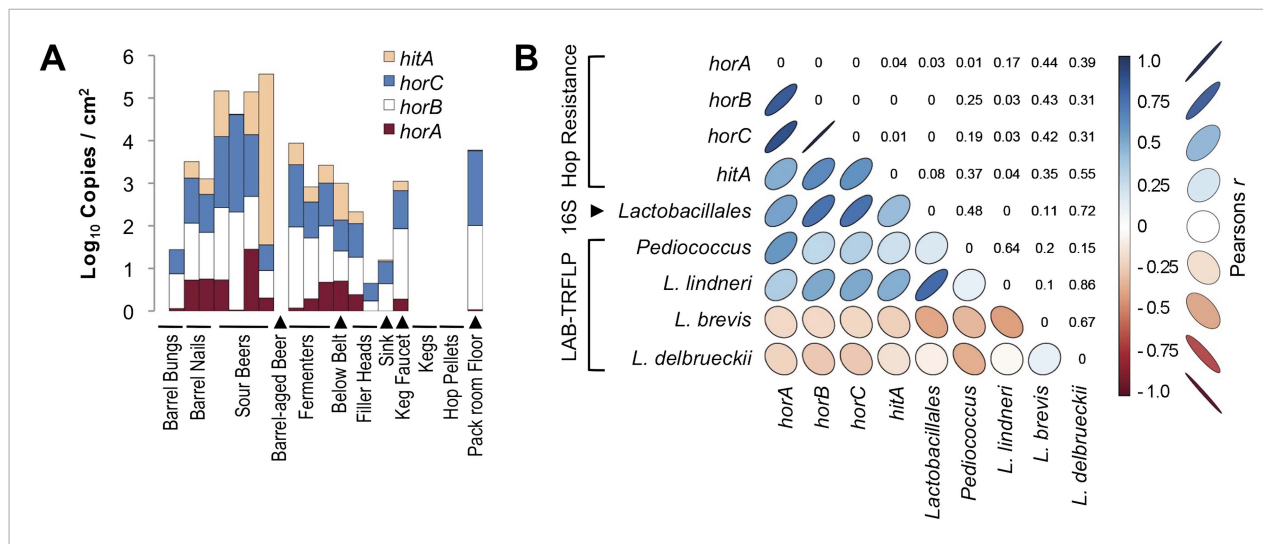 A
6
5
4
3
2
1
0
Log10 Copies / cm2
hitA
horC
horB
horA
Barrel Bungs
Barrel Nails
Sour Beers
Barrel-aged Beer
Fermenters
Below Belt
Filler Heads
Sink
Keg Faucet
Kegs
Hop Pellets
Pack room Floor
B
Hop Resistance
16S
LAB-TRFLP
horA 0 0 0 0.04 0.03 0.01 0.17 0.44 0.39
horB 0 0 0 0 0.25 0.03 0.43 0.31
horC 0 0.01 0 0.19 0.03 0.42 0.31
hitA 0 0.08 0.37 0.04 0.35 0.55
Lactobacillales 0 0.48 0 0.11 0.72
Pediococcus 0 0.64 0.2 0.15
L. lindneri 0 0.1 0.86
L. brevis 0 0.67
L. delbrueckii 0
horA
horB
horC
hitA
Lactobacillales
Pediococcus
L. lindneri
L. brevis
L. delbrueckii
1.0
0.75
0.5
0.25
0
-0.25
-0.5
-0.75
-1.0
Pearsons r